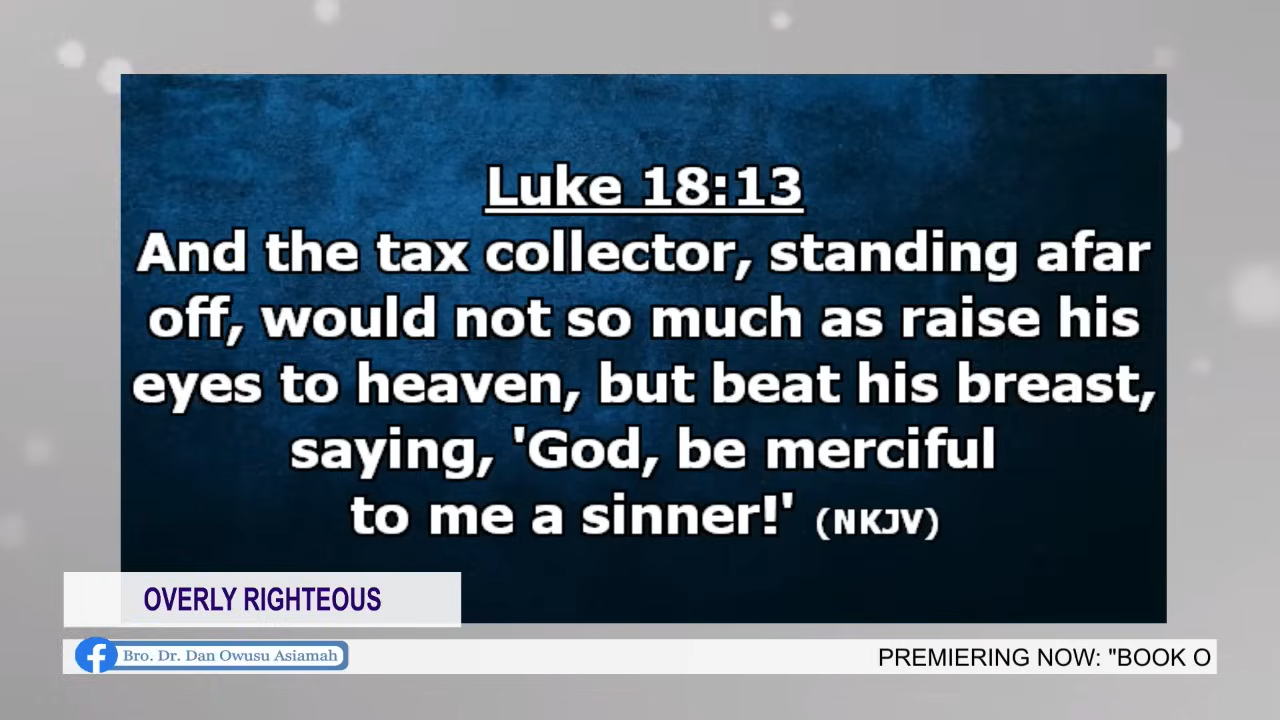 Luke 18:13
And the tax collector, standing afar
off, would not so much as raise his
eyes to heaven, but beat his breast,
saying, 'God, be merciful
to me a sinner!' (NKJV)
OVERLY RIGHTEOUS
Bro. Dr. Dan Owusu Asiamah
PREMIERING NOW: "BOOK O